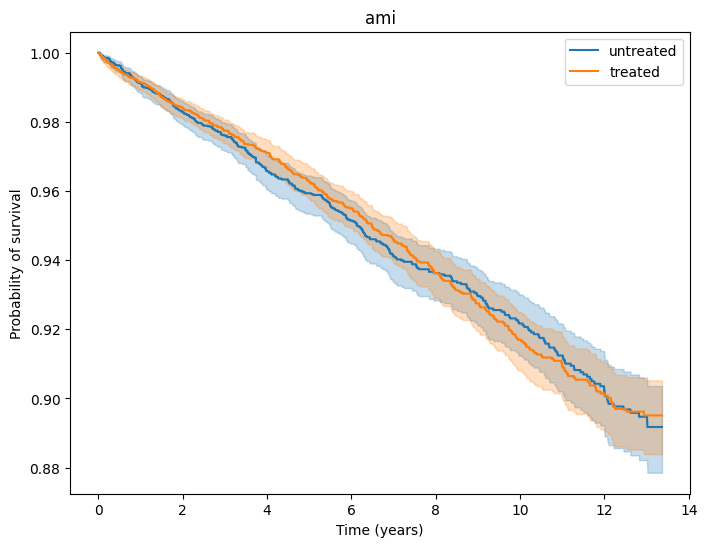 ami
untreated
treated
1.00
0.98
0.96
0.94
0.92
0.90
0.88
Probability of survival
0 2 4 6 8 10 12 14
Time (years)